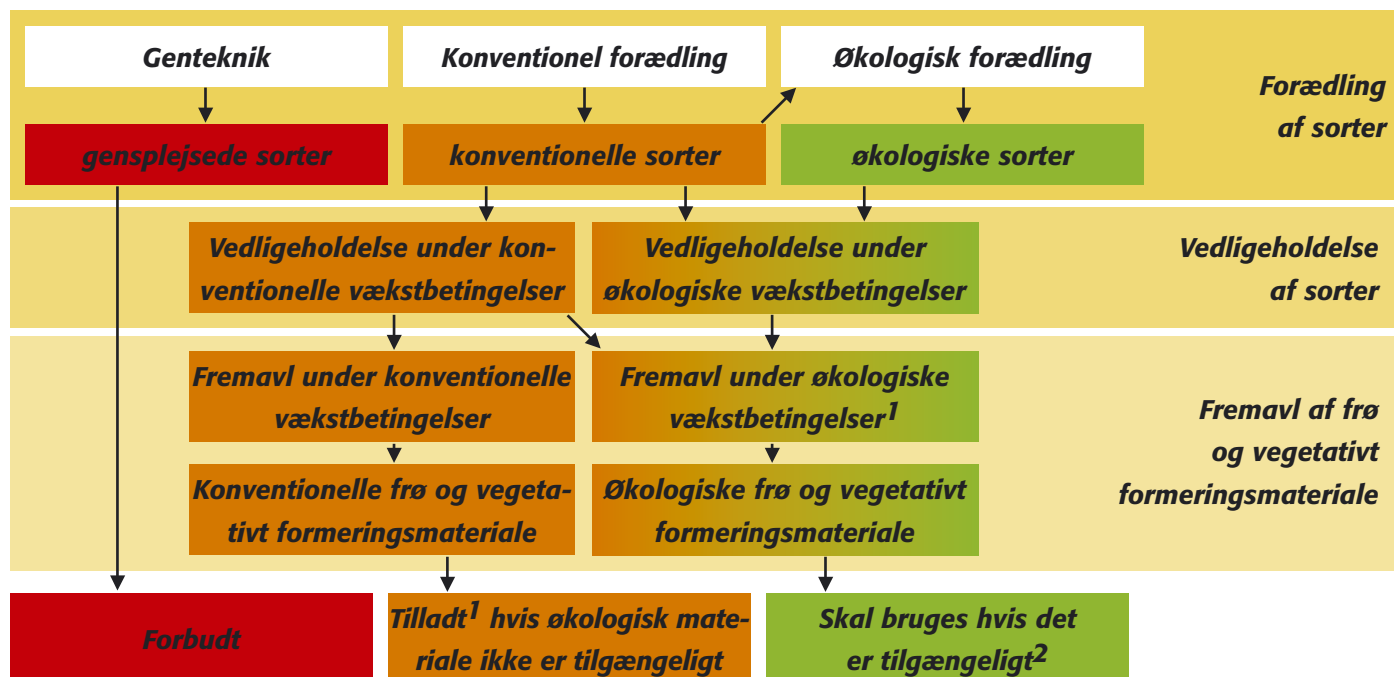 Genteknik
Konventionel forædling
Økologisk forædling
Forædling
af sorter
gensplejsede sorter
konventionelle sorter
økologiske sorter
Vedligeholdelse under kon-
ventionelle vækstbetingelser
Vedligeholdelse under
økologiske vækstbetingelser
Vedligeholdelse
af sorter
Fremavl under konventionelle
vækstbetingelser
Fremavl under økologiske
vækstbetingelser1
Fremavl af frø
og vegetativt
formeringsmateriale
Konventionelle frø og vegeta-
tivt formeringsmateriale
Økologiske frø og vegetativt
formeringsmateriale
Forbudt
Tilladt1 hvis økologisk mate-
riale ikke er tilgængeligt
Skal bruges hvis det
er tilgængeligt2